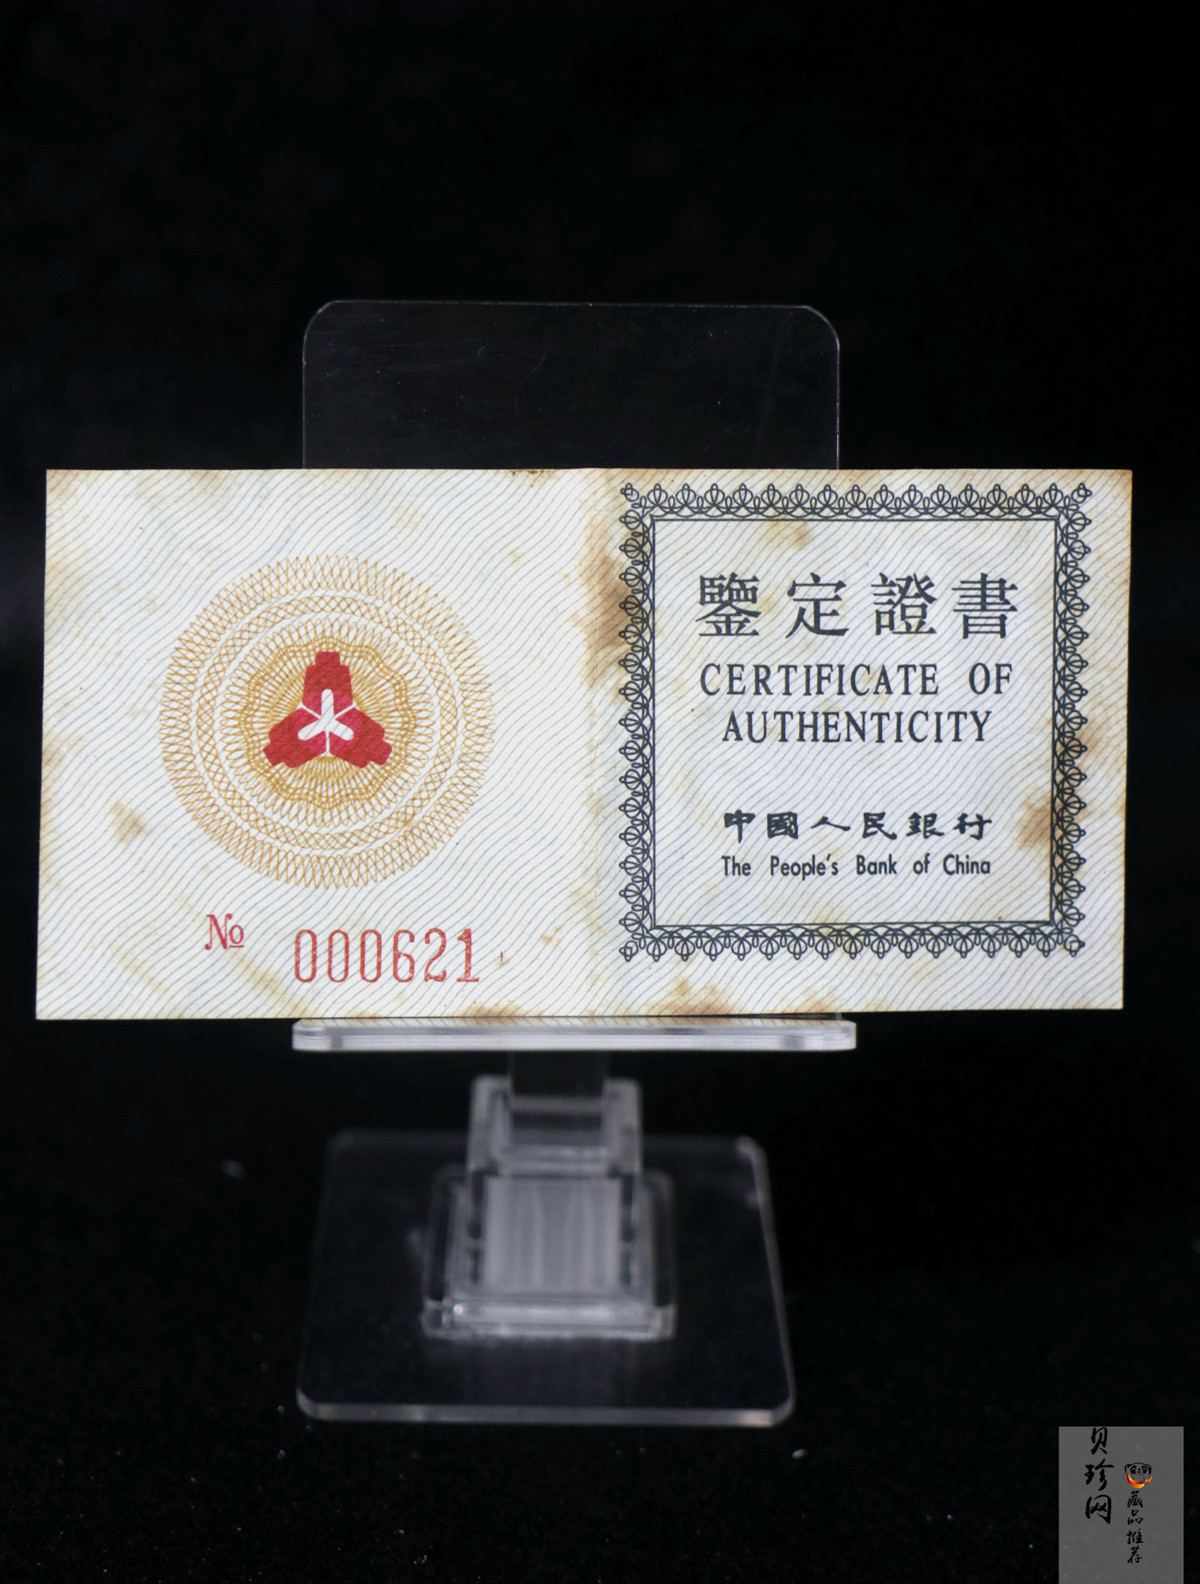 № 000621
鑒定證書
CERTIFICATE OF
AUTHENTICITY
中國人民銀行
The People's Bank of China
贝珍网
藏品推荐